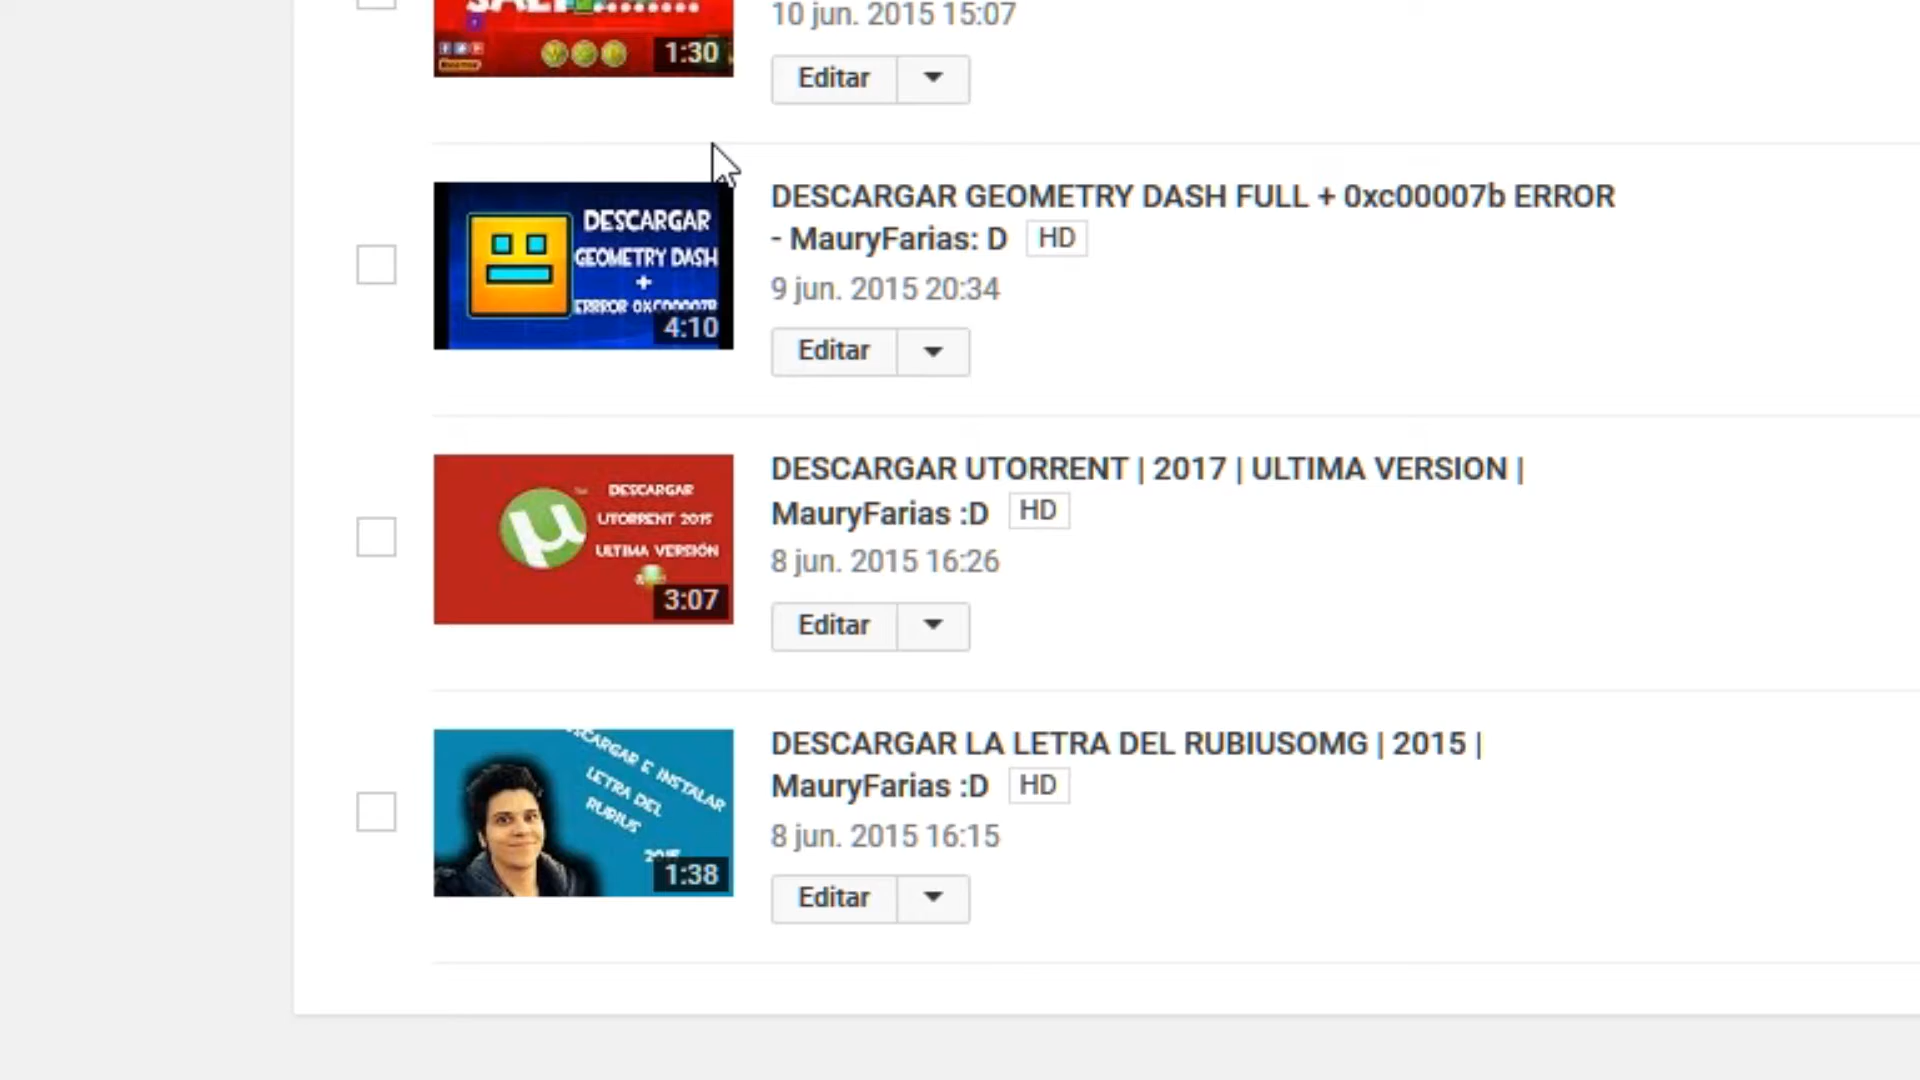 10 jun. 2015 15:07
1:30
Editar
DESCARGAR
GEOMETRY DASH
+
ERRROR 0XC00007B
4:10
DESCARGAR GEOMETRY DASH FULL + 0xc00007b ERROR
- MauryFarias: D HD
9 jun. 2015 20:34
Editar
µ
DESCARGAR
UTORRENT 2015
ULTIMA VERSIÓN
3:07
DESCARGAR UTORRENT | 2017 | ULTIMA VERSION |
MauryFarias :D HD
8 jun. 2015 16:26
Editar
LETRA DEL
RUBIUS
E INSTALAR
1:38
DESCARGAR LA LETRA DEL RUBIUSOMG | 2015 |
MauryFarias :D HD
8 jun. 2015 16:15
Editar